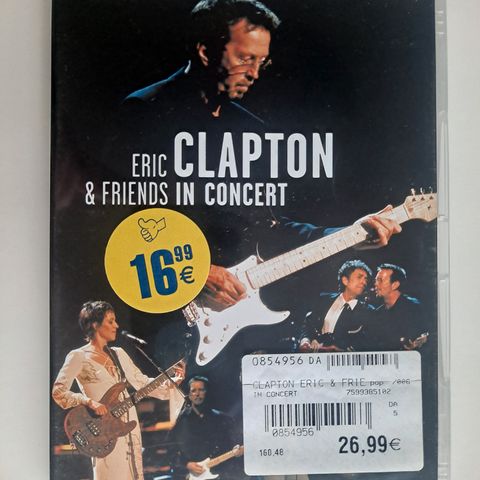 ERIC CLAPTON
& FRIENDS IN CONCERT
16,99
€
0854956 DA
CLAPTON ERIC & FRIE pop /006
IN CONCERT 7599385102
DA
5
0854956
160,48 26,99€